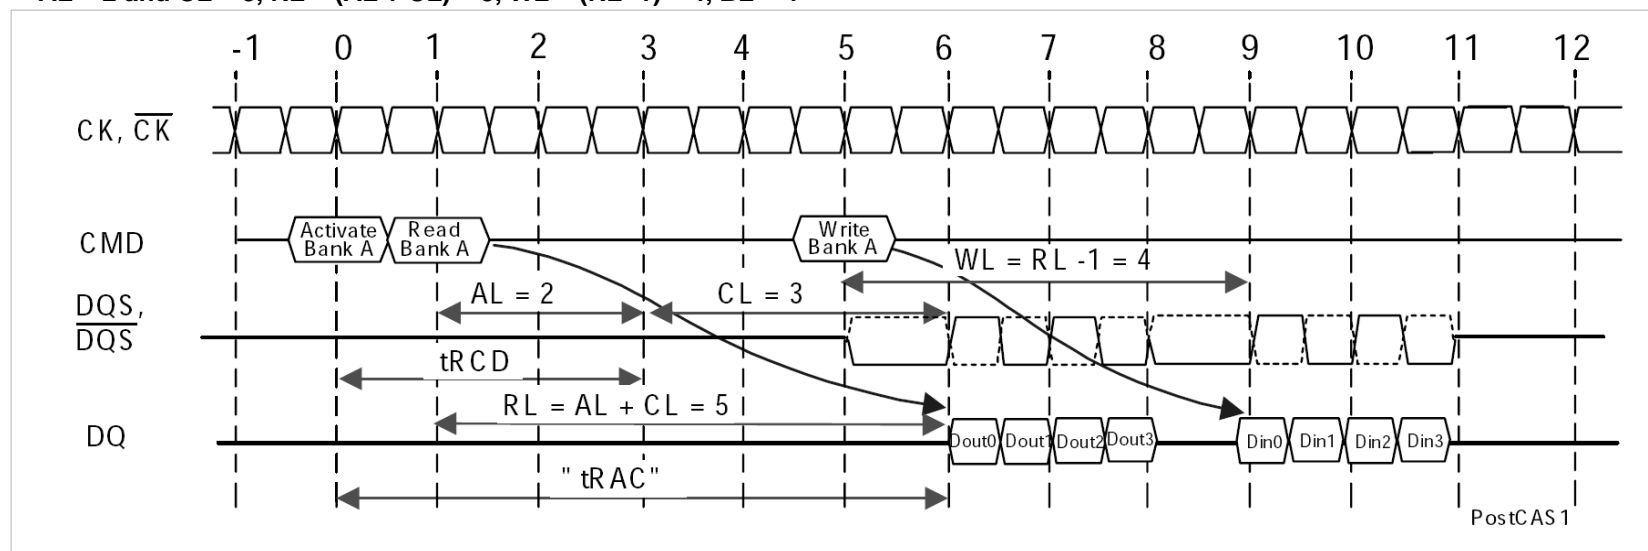 -1 0 1 2 3 4 5 6 7 8 9 10 11 12
CK, CK
CMD
Activate
Bank A
Read
Bank A
Write
Bank A
WL = RL -1 = 4
AL = 2
CL = 3
DQS,
DQS
tRCD
RL = AL + CL = 5
DQ
Dout0 Dout1 Dout2 Dout3
Din0 Din1 Din2 Din3
" tRAC"
PostCAS1